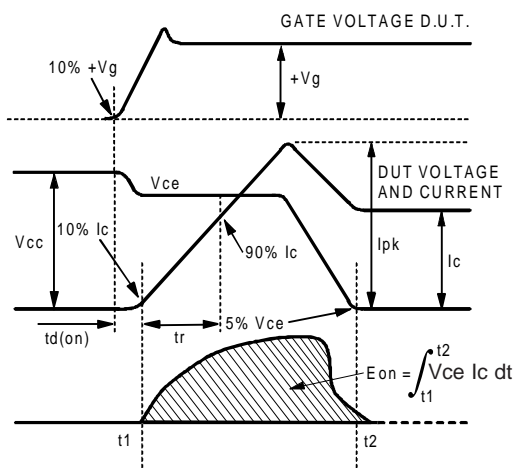 GATE VOLTAGE D.U.T.
10% +Vg
+Vg
Vce
DUT VOLTAGE
AND CURRENT
Vcc
10% Ic
90% Ic
Ipk
Ic
td(on)
tr
5% Vce
t2
Eon = ∫ Vce Ic dt
t1
t1
t2